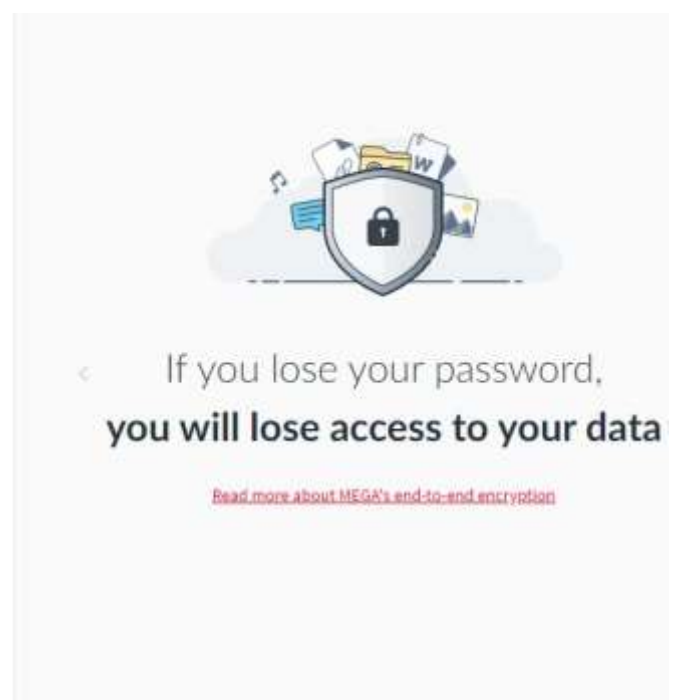 W
If you lose your password,
you will lose access to your data
Read more about MEGA's end-to-end encryption